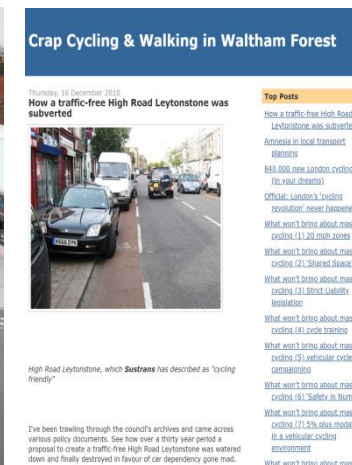 Crap Cycling & Walking in Waltham Forest
Thursday, 16 December 2010
How a traffic-free High Road Leytonstone was
subverted
High Road Leytonstone, which Sustrans has described as "cycling
friendly"
I've been trawling through the council's archives and came across
various policy documents. See how over a thirty year period a
proposal to create a traffic-free High Road Leytonstone was watered
down and finally destroyed in favour of car dependency gone mad.
Top Posts
How a traffic-free High Road
Leytonstone was subverte
Amnesia in local transport
planning
840,000 new London cycling
(in your dreams)
Official: London's 'cycling
revolution' never happene
What won't bring about mas
cycling (1) 20 mph zones
What won't bring about mas
cycling (2) 'Shared Space'
What won't bring about mas
cycling (3) Strict Liability
legislation
What won't bring about mas
cycling (4) cycle training
What won't bring about mas
cycling (5) vehicular cycle
campaigning
What won't bring about mas
cycling (6) 'Safety in Num
What won't bring about mas
cycling (7) 5% plus modal
in a vehicular cycling
environment
What won't bring about mas